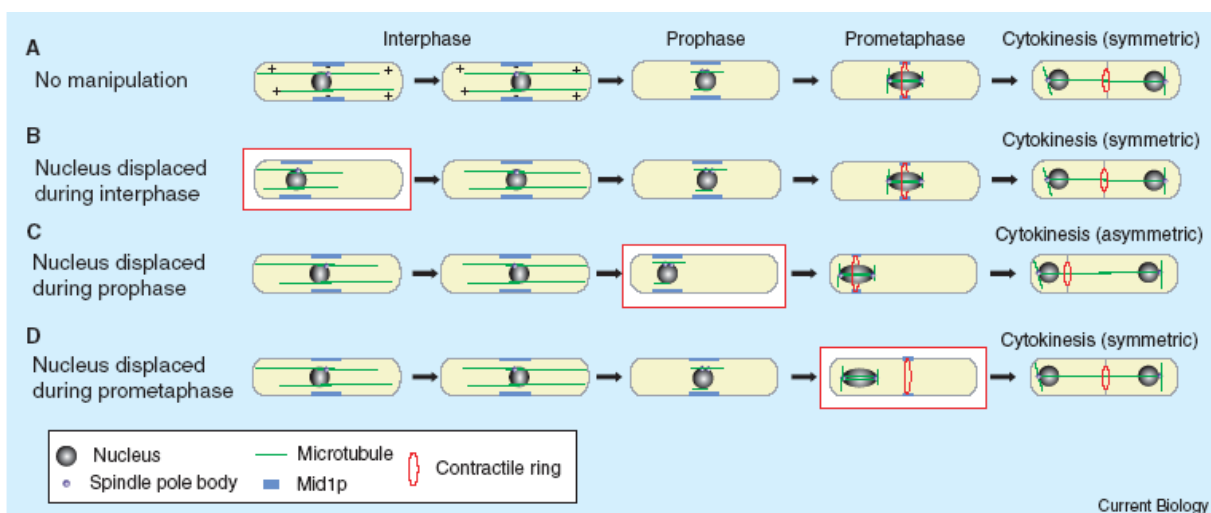 A
No manipulation
Interphase
Prophase
Prometaphase
Cytokinesis (symmetric)
+ + + +
+ + + +
B
Nucleus displaced
during interphase
Cytokinesis (symmetric)
C
Nucleus displaced
during prophase
Cytokinesis (asymmetric)
D
Nucleus displaced
during prometaphase
Cytokinesis (symmetric)
Nucleus
Microtubule
Contractile ring
Spindle pole body
Mid1p
Current Biology